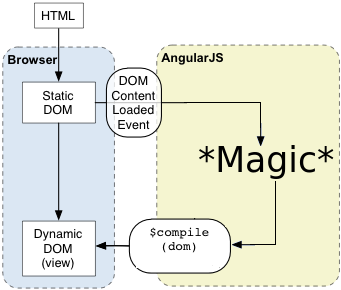 HTML
Browser
AngularJS
Static
DOM
DOM
Content
Loaded
Event
*Magic*
$compile
(dom)
Dynamic
DOM
(view)